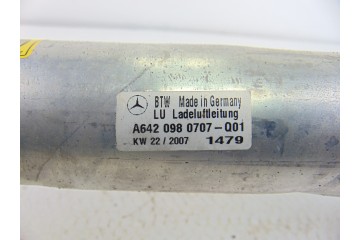 BTW Made in Germany
LU Ladeluftleitung
A642 098 0707-Q01
KW 22/2007 1479